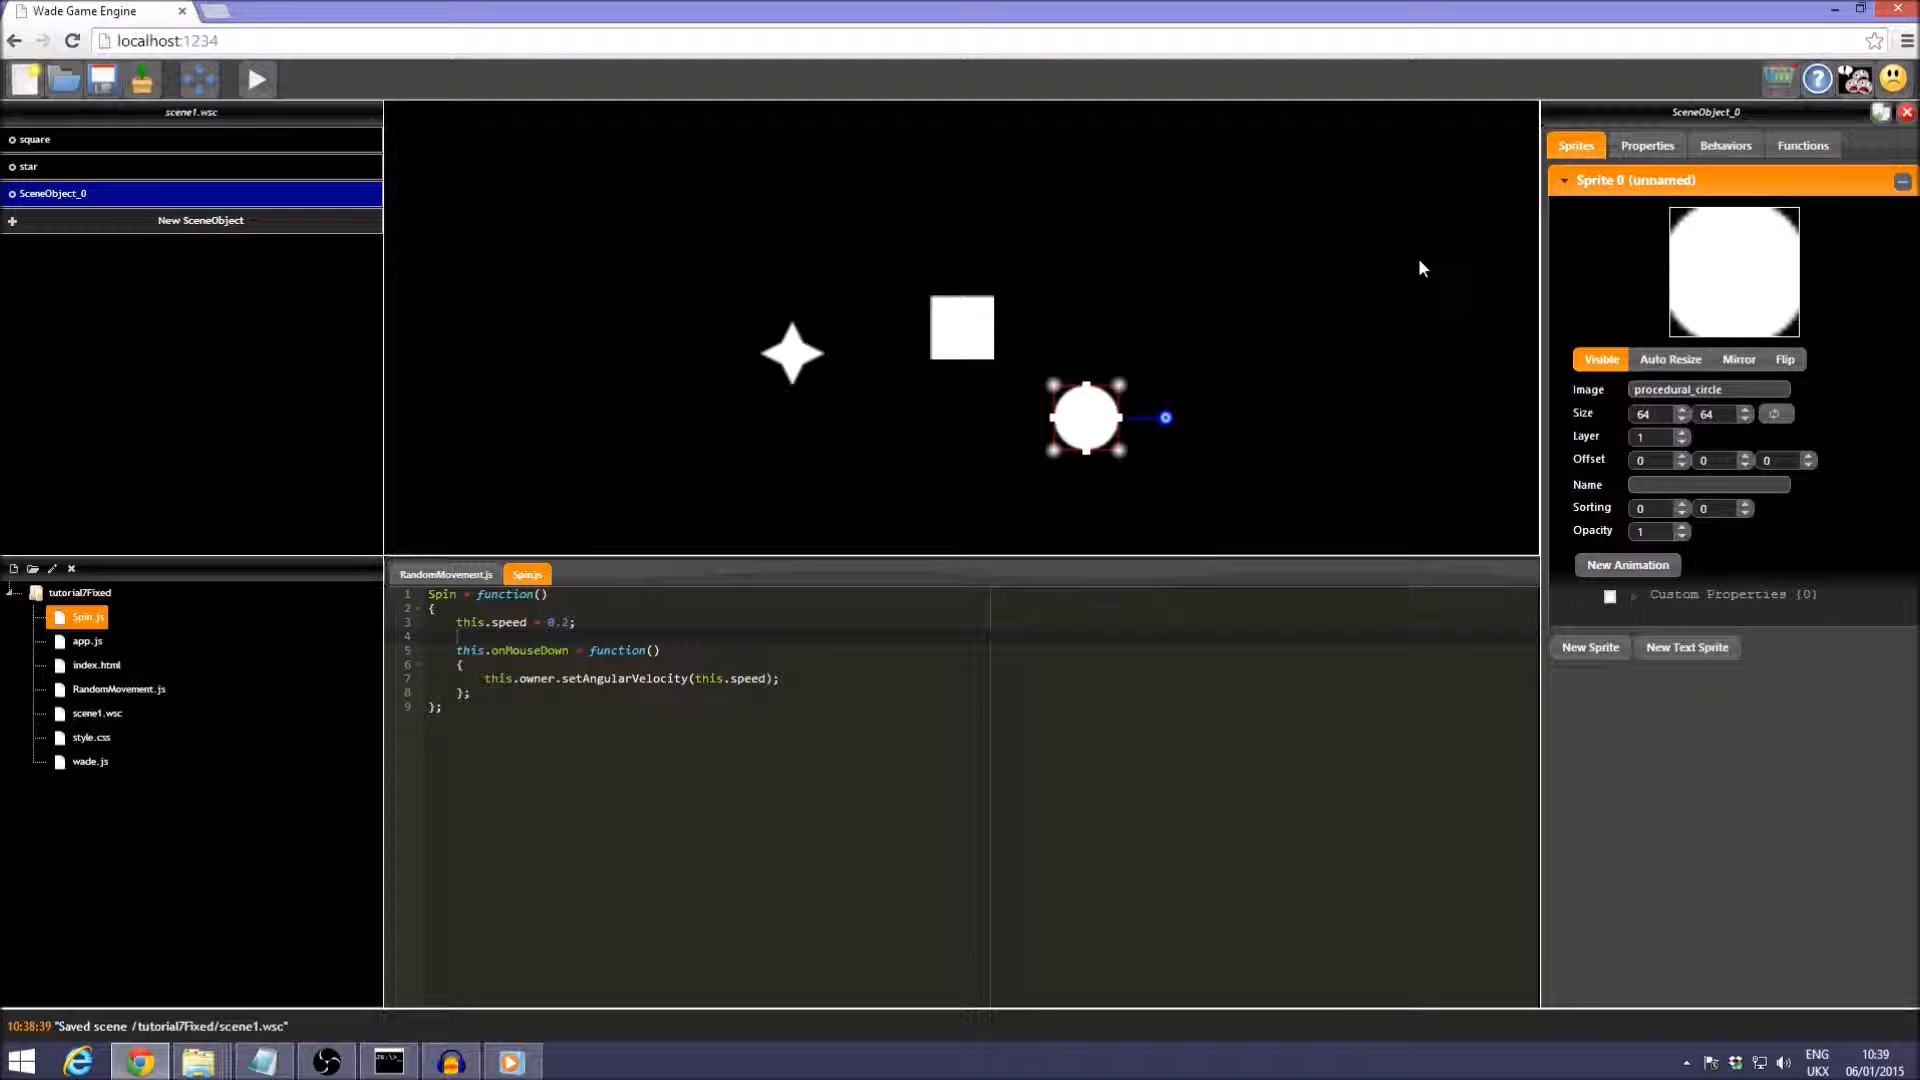 Wade Game Engine
localhost:1234
scene1.wsc
square
star
SceneObject_0
New SceneObject
SceneObject_0
Sprites Properties Behaviors Functions
Sprite 0 (unnamed)
Visible Auto Resize Mirror Flip
Image procedural_circle
Size 64 64
Layer 1
Offset 0 0 0
Name
Sorting 0 0
Opacity 1
New Animation
Custom Properties {0}
New Sprite New Text Sprite
tutorial7Fixed
Spin.js
app.js
index.html
RandomMovement.js
scene1.wsc
style.css
wade.js
RandomMovement.js Spin.js
1 Spin = function()
2 {
3 this.speed = 0.2;
4
5 this.onMouseDown = function()
6 {
7 this.owner.setAngularVelocity(this.speed);
8 };
9 };
10:38:39 "Saved scene /tutorial7Fixed/scene1.wsc"
ENG
UKX
10:39
06/01/2015